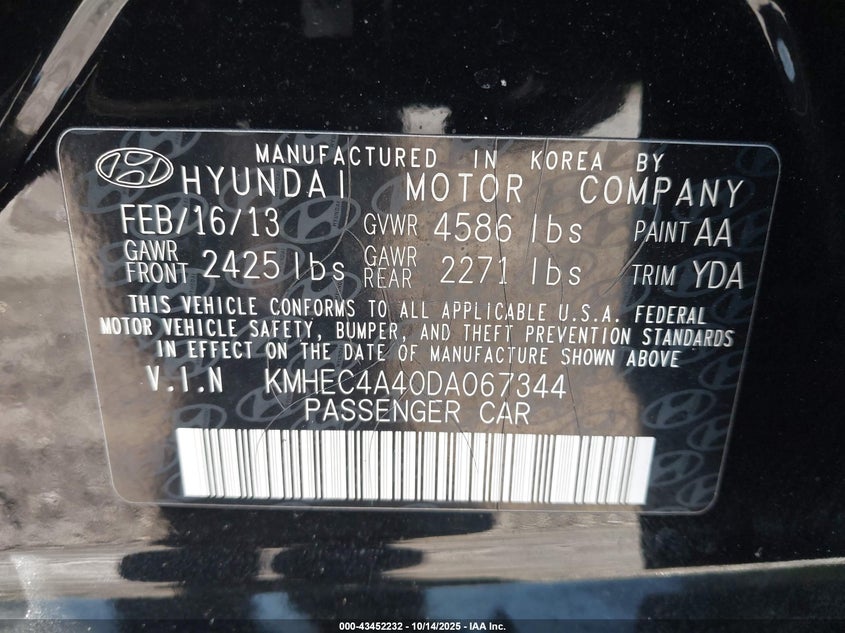 MANUFACTURED IN KOREA BY
HYUNDAI MOTOR COMPANY
FEB/16/13 GVWR 4586 lbs PAINT AA
GAWR FRONT 2425 lbs GAWR REAR 2271 lbs TRIM YDA
THIS VEHICLE CONFORMS TO ALL APPLICABLE U.S.A. FEDERAL
MOTOR VEHICLE SAFETY, BUMPER, AND THEFT PREVENTION STANDARDS
IN EFFECT ON THE DATE OF MANUFACTURE SHOWN ABOVE
V.I.N KMHEC4A40DA067344
PASSENGER CAR
000-43452232 - 10/14/2025 - IAA Inc.